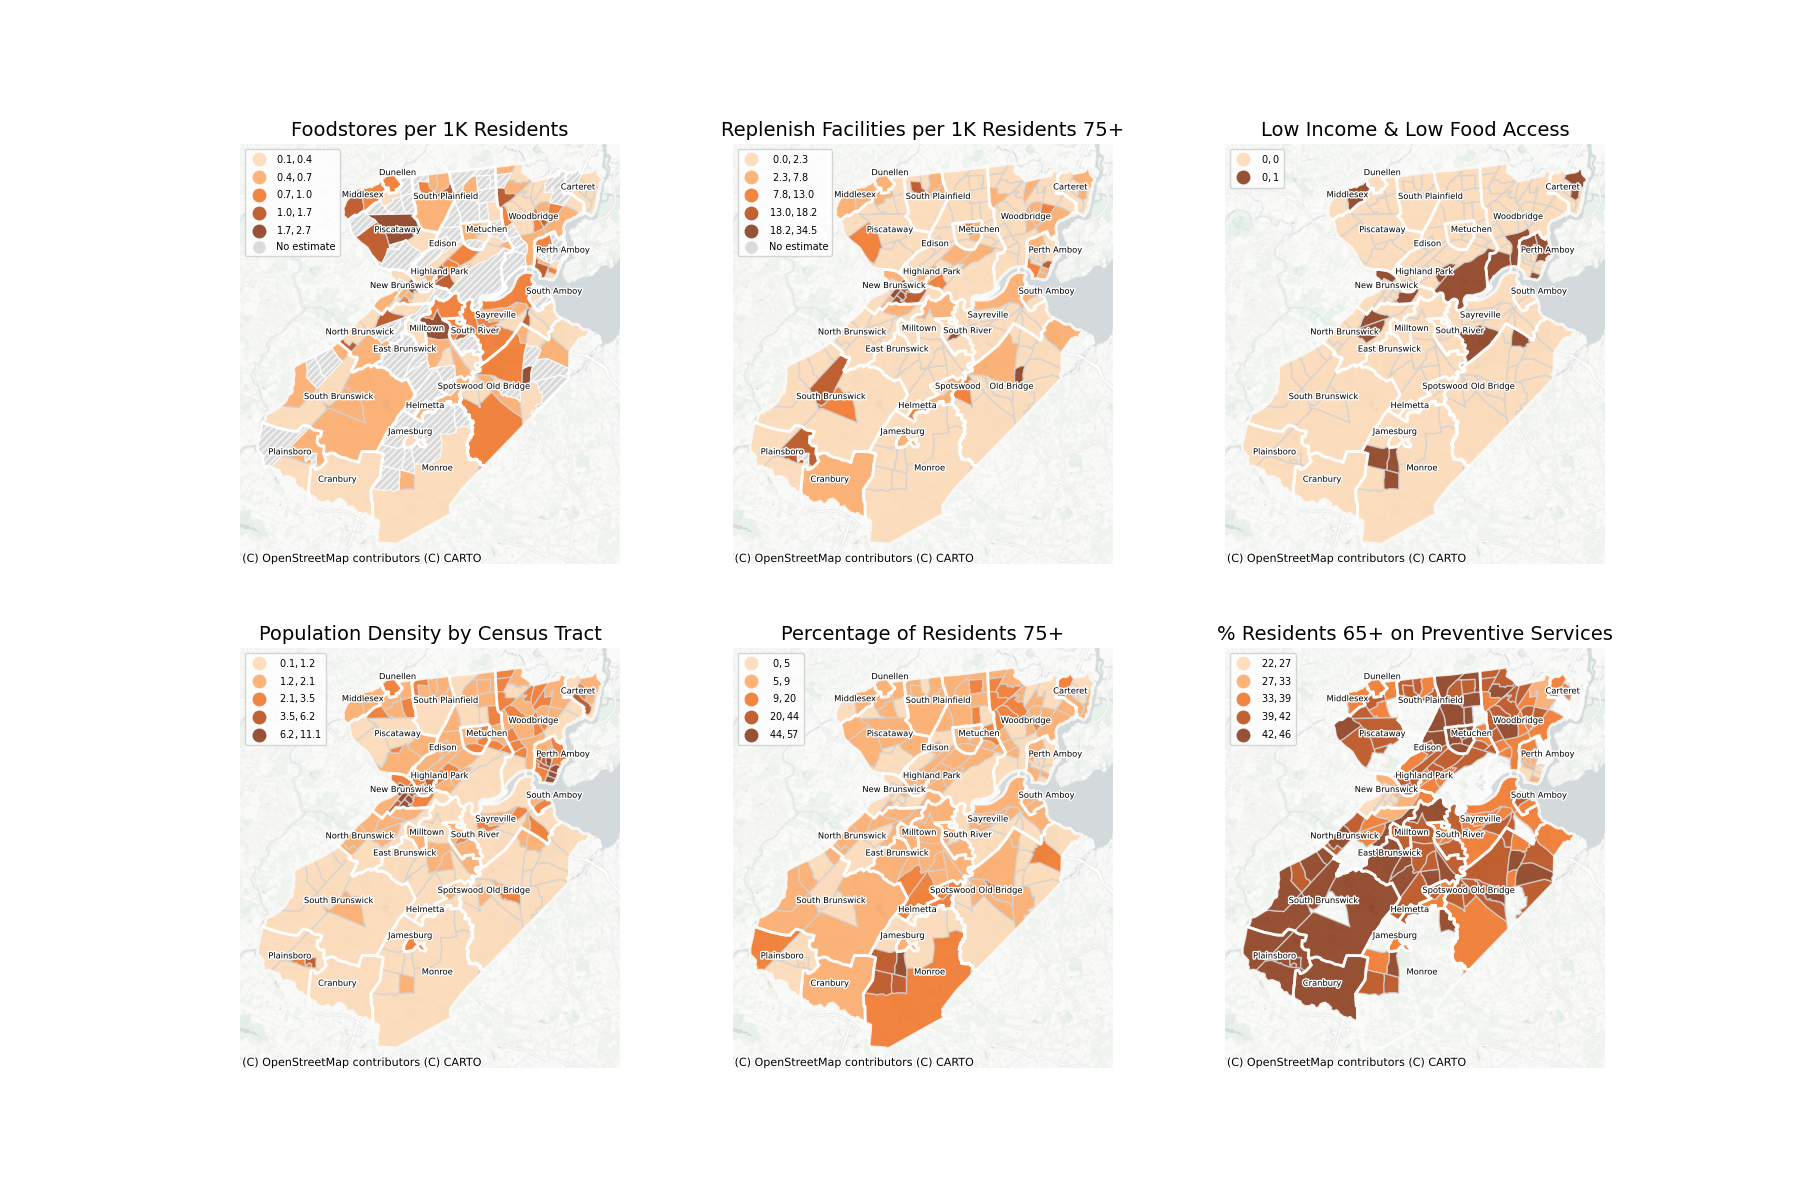 Foodstores per 1K Residents
0.1, 0.4
0.4, 0.7
0.7, 1.0
1.0, 1.7
1.7, 2.7
No estimate
Dunellen
Middlesex
South Plainfield
Carteret
Woodbridge
Piscataway
Metuchen
Edison
Perth Amboy
Highland Park
New Brunswick
South Amboy
Sayreville
North Brunswick
Milltown
South River
East Brunswick
Spotswood
Old Bridge
South Brunswick
Helmetta
Jamesburg
Plainsboro
Monroe
Cranbury
(C) OpenStreetMap contributors (C) CARTO
Replenish Facilities per 1K Residents 75+
0.0, 2.3
2.3, 7.8
7.8, 13.0
13.0, 18.2
18.2, 34.5
No estimate
Dunellen
Middlesex
South Plainfield
Carteret
Woodbridge
Piscataway
Metuchen
Edison
Perth Amboy
Highland Park
New Brunswick
South Amboy
Sayreville
North Brunswick
Milltown
South River
East Brunswick
Spotswood
Old Bridge
South Brunswick
Helmetta
Jamesburg
Plainsboro
Monroe
Cranbury
(C) OpenStreetMap contributors (C) CARTO
Low Income & Low Food Access
0, 0
0, 1
Dunellen
Middlesex
South Plainfield
Carteret
Woodbridge
Piscataway
Metuchen
Edison
Perth Amboy
Highland Park
New Brunswick
South Amboy
Sayreville
North Brunswick
Milltown
South River
East Brunswick
Spotswood
Old Bridge
South Brunswick
Helmetta
Jamesburg
Plainsboro
Monroe
Cranbury
(C) OpenStreetMap contributors (C) CARTO
Population Density by Census Tract
0.1, 1.2
1.2, 2.1
2.1, 3.5
3.5, 6.2
6.2, 11.1
Dunellen
Middlesex
South Plainfield
Carteret
Woodbridge
Piscataway
Metuchen
Edison
Perth Amboy
Highland Park
New Brunswick
South Amboy
Sayreville
North Brunswick
Milltown
South River
East Brunswick
Spotswood
Old Bridge
South Brunswick
Helmetta
Jamesburg
Plainsboro
Monroe
Cranbury
(C) OpenStreetMap contributors (C) CARTO
Percentage of Residents 75+
0, 5
5, 9
9, 20
20, 44
44, 57
Dunellen
Middlesex
South Plainfield
Carteret
Woodbridge
Piscataway
Metuchen
Edison
Perth Amboy
Highland Park
New Brunswick
South Amboy
Sayreville
North Brunswick
Milltown
South River
East Brunswick
Spotswood
Old Bridge
South Brunswick
Helmetta
Jamesburg
Plainsboro
Monroe
Cranbury
(C) OpenStreetMap contributors (C) CARTO
% Residents 65+ on Preventive Services
22, 27
27, 33
33, 39
39, 42
42, 46
Dunellen
Middlesex
South Plainfield
Carteret
Woodbridge
Piscataway
Metuchen
Edison
Perth Amboy
Highland Park
New Brunswick
South Amboy
Sayreville
North Brunswick
Milltown
South River
East Brunswick
Spotswood
Old Bridge
South Brunswick
Helmetta
Jamesburg
Plainsboro
Monroe
Cranbury
(C) OpenStreetMap contributors (C) CARTO